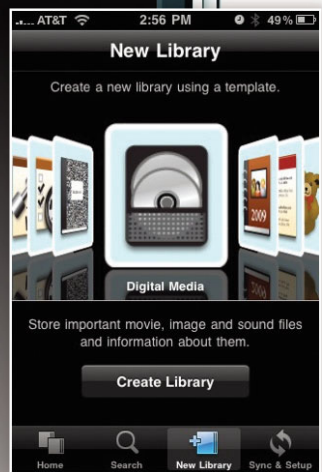 AT&T 2:56 PM 49%
New Library
Create a new library using a template.
2009
Digital Media
Store important movie, image and sound files
and information about them.
Create Library
Home Search New Library Sync & Setup